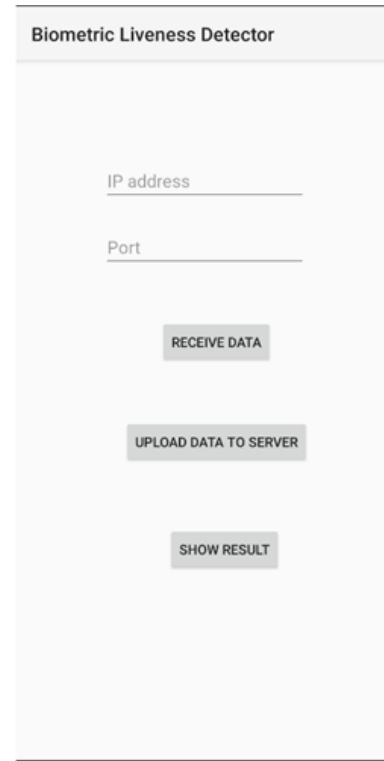 Biometric Liveness Detector
IP address
Port
RECEIVE DATA
UPLOAD DATA TO SERVER
SHOW RESULT